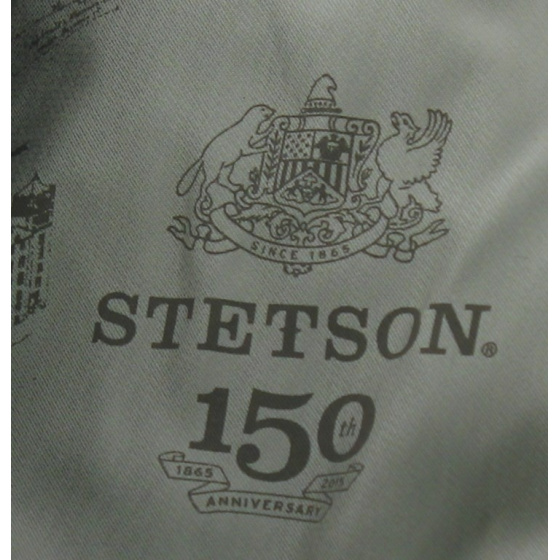 SINCE 1865
STETSON®
150th
1865 2015
ANNIVERSARY